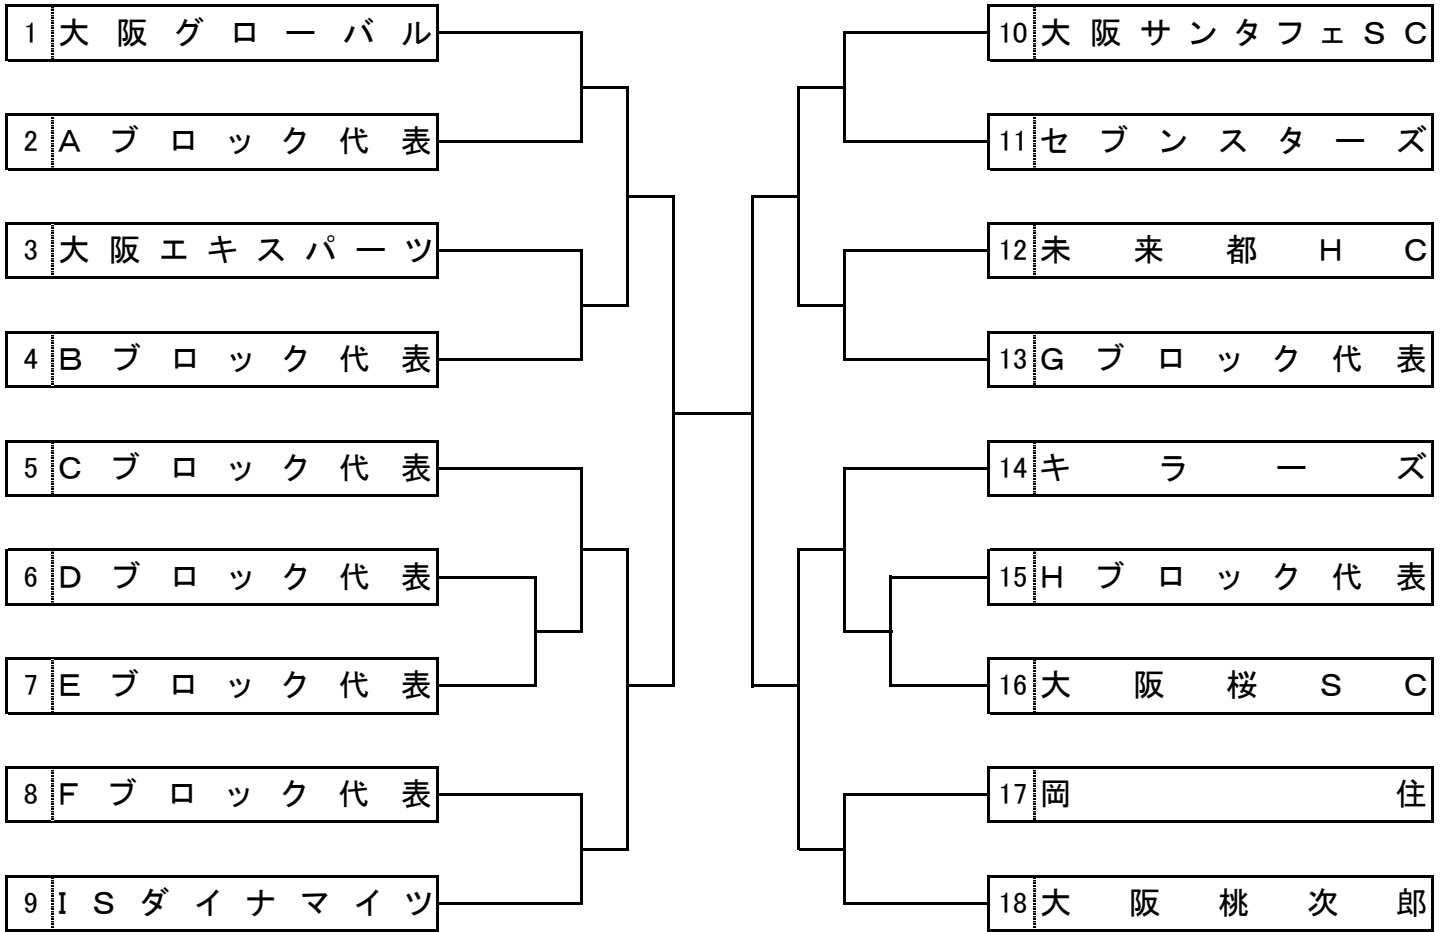 1 大阪グローバル
2 Aブロック代表
3 大阪エキスパーツ
4 Bブロック代表
5 Cブロック代表
6 Dブロック代表
7 Eブロック代表
8 Fブロック代表
9 ISダイナマイツ
10 大阪サンタフェSC
11 セブンスターズ
12 未来都HC
13 Gブロック代表
14 キラーズ
15 Hブロック代表
16 大阪桜SC
17 岡住
18 大阪桃次郎